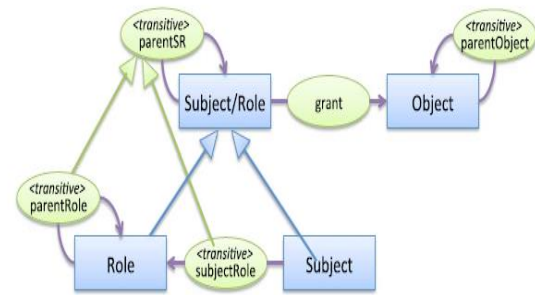 <transitive>
parentSR
<transitive>
parentObject
Subject/Role
grant
Object
<transitive>
parentRole
Role
<transitive>
subjectRole
Subject